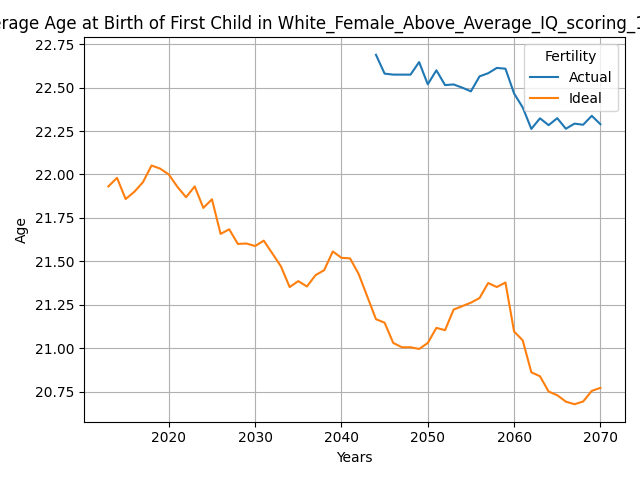 erage Age at Birth of First Child in White_Female_Above_Average_IQ_scoring_1
22.75
22.50
22.25
22.00
21.75
21.50
21.25
21.00
20.75
Age
Fertility
Actual
Ideal
2020 2030 2040 2050 2060 2070
Years